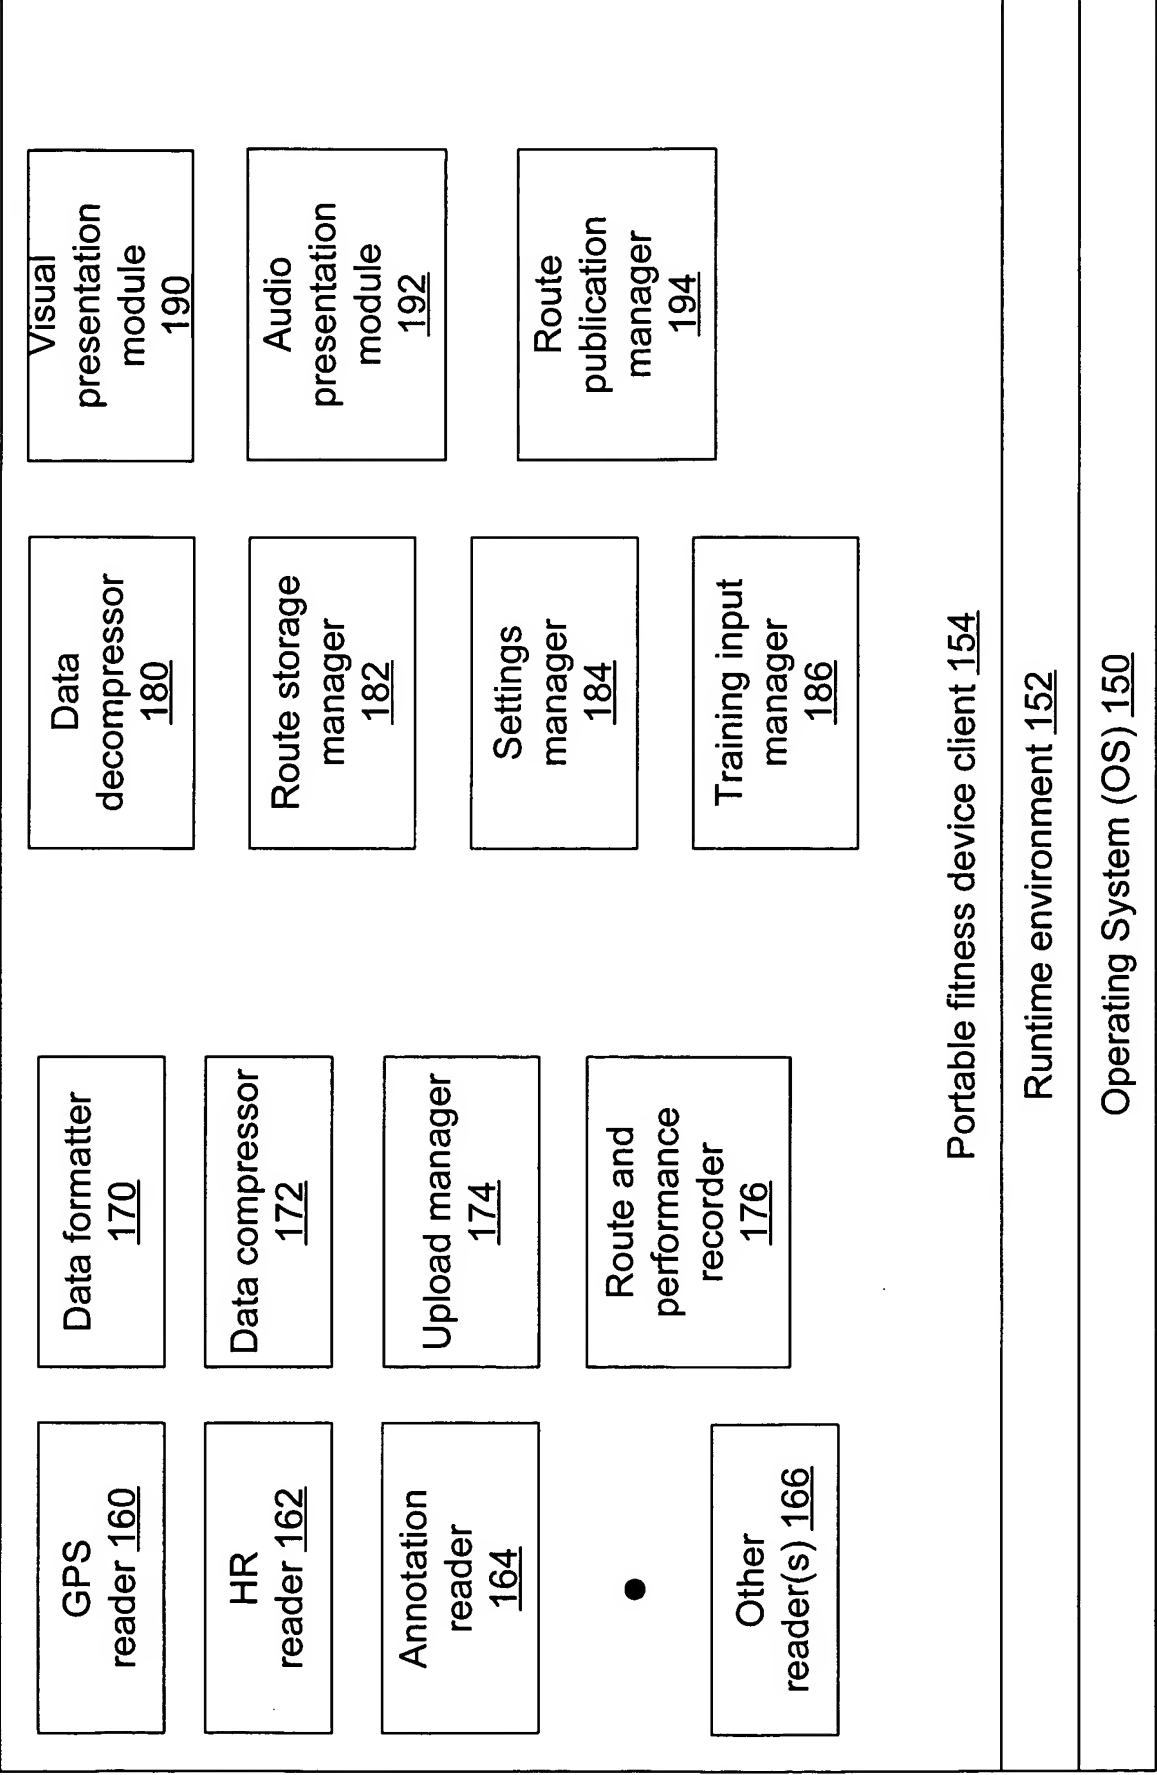 GPS
reader 160
HR
reader 162
Annotation
reader
164
Other
reader(s) 166
Data formatter
170
Data compressor
172
Upload manager
174
Route and
performance
recorder
176
Data
decompressor
180
Route storage
manager
182
Settings
manager
184
Training input
manager
186
Visual
presentation
module
190
Audio
presentation
module
192
Route
publication
manager
194
Portable fitness device client 154
Runtime environment 152
Operating System (OS) 150